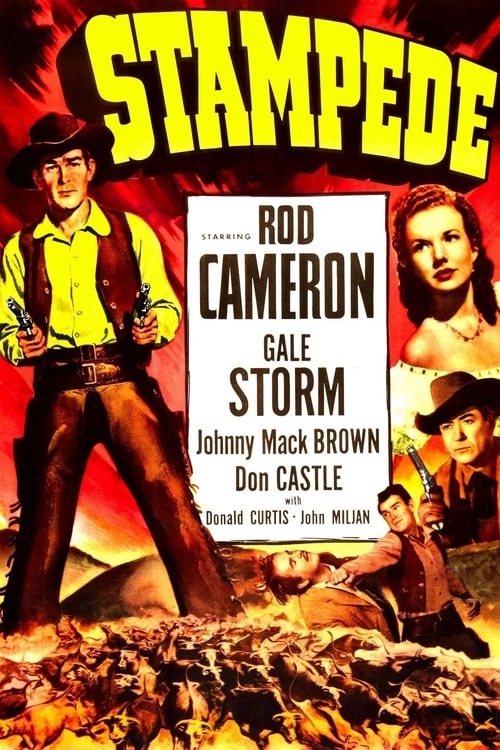 STAMPEDE
STARRING ROD
CAMERON
GALE
STORM
Johnny Mack BROWN
Don CASTLE
with
Donald CURTIS · John MILJAN